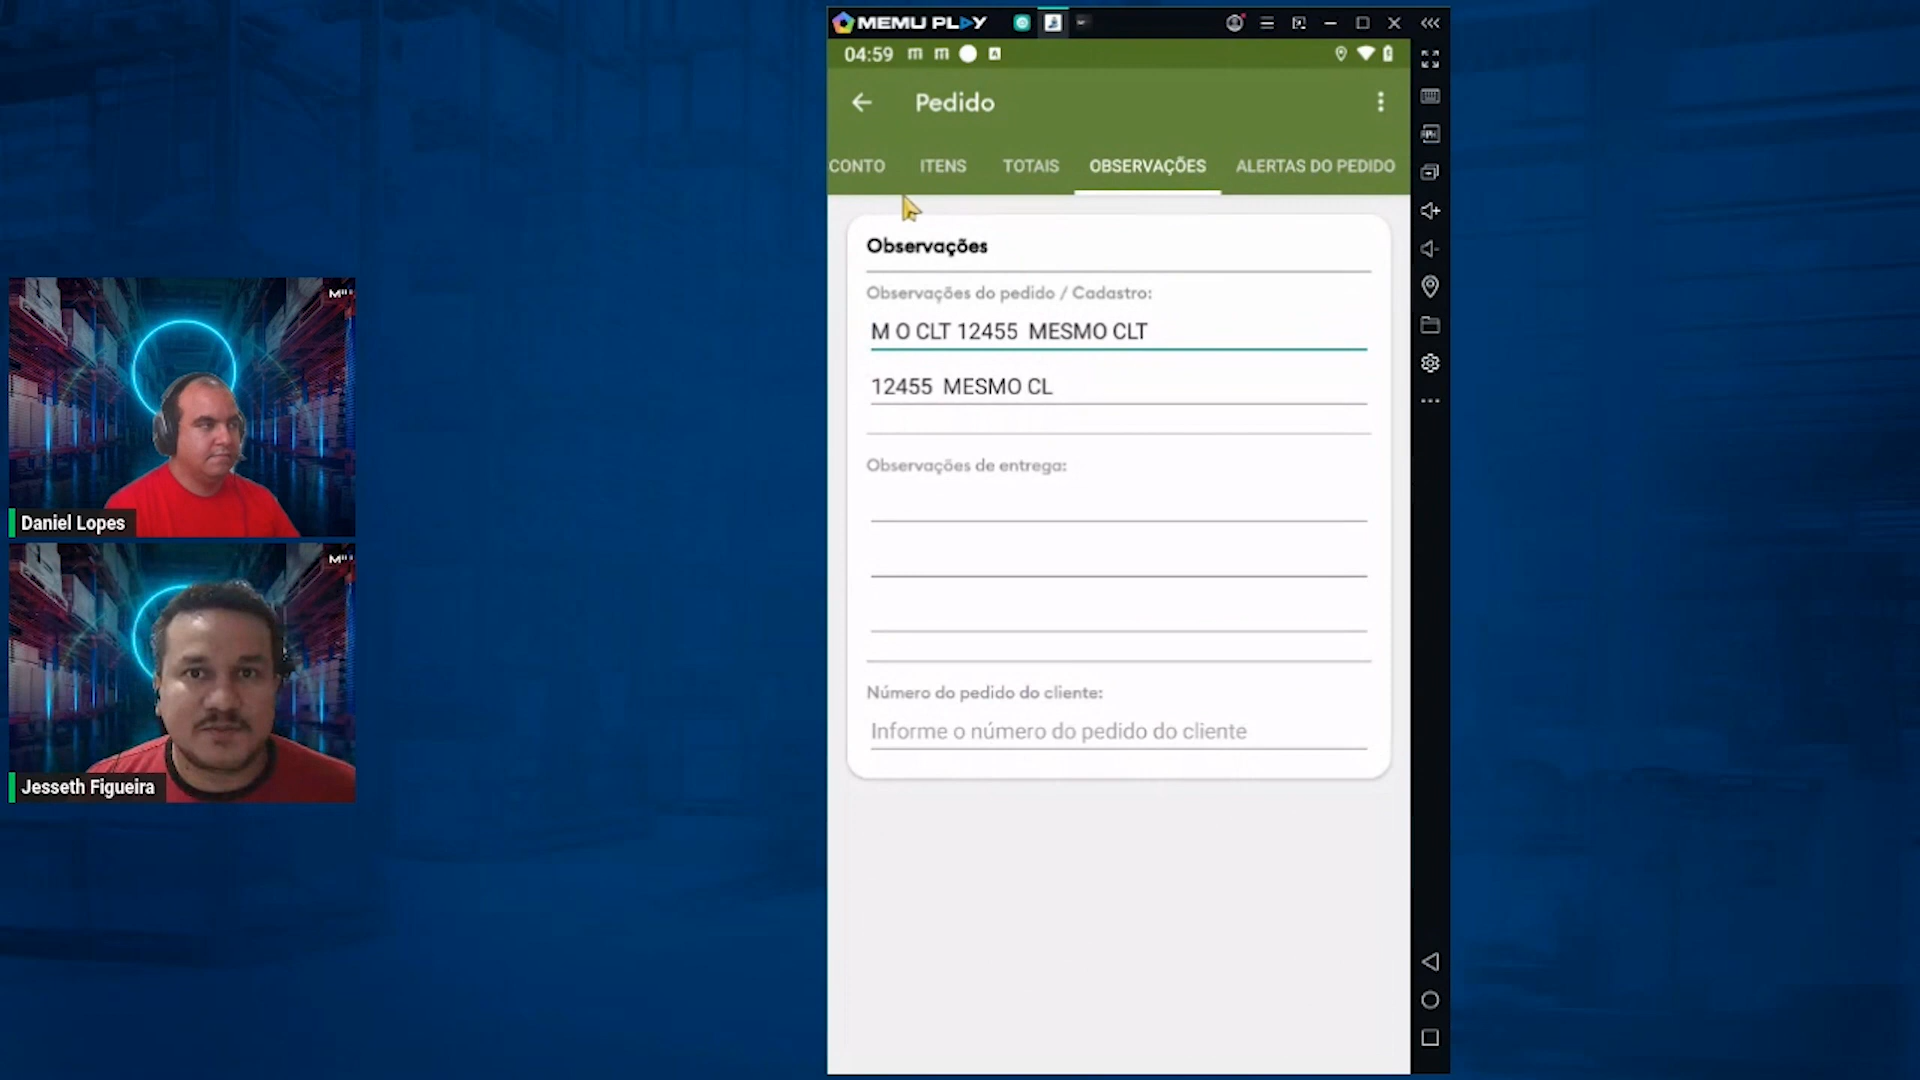 MEMU PLAY
04:59
Pedido
CONTO ITENS TOTAIS OBSERVAÇÕES ALERTAS DO PEDIDO
Observações
Observações do pedido / Cadastro:
M O CLT 12455 MESMO CLT
12455 MESMO CL
Observações de entrega:
Número do pedido do cliente:
Informe o número do pedido do cliente
Daniel Lopes
Jesseth Figueira